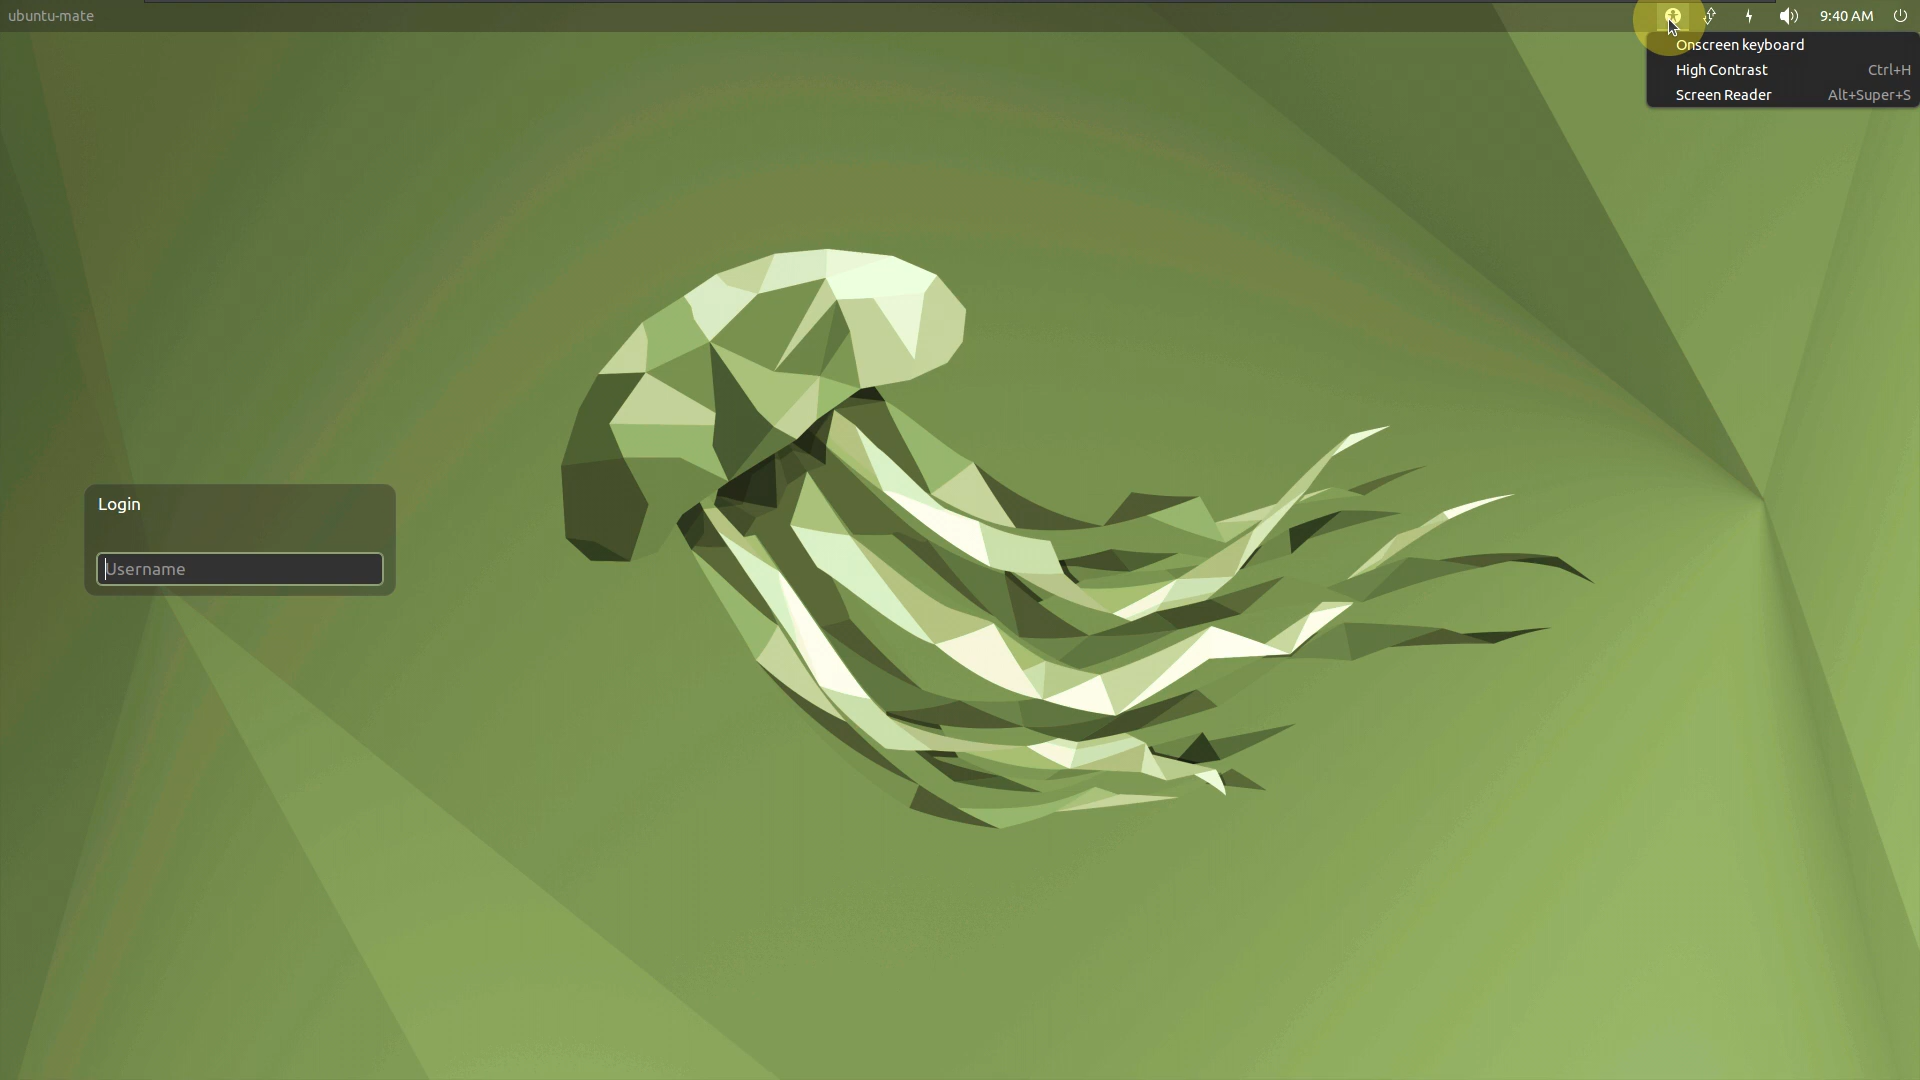 ubuntu-mate
9:40 AM
Onscreen keyboard
High Contrast Ctrl+H
Screen Reader Alt+Super+S
Login
Username